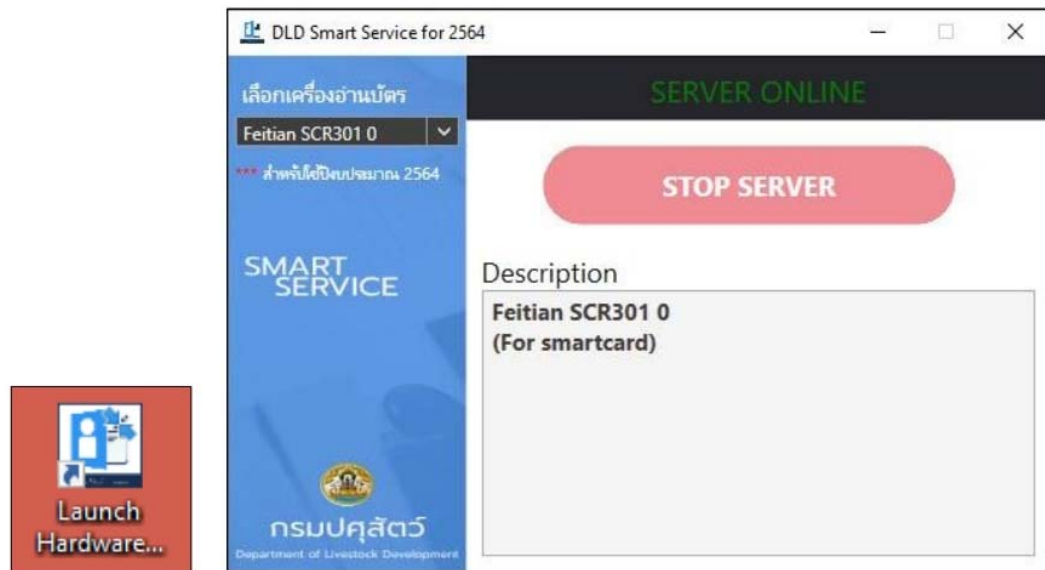 DLD Smart Service for 2564
เลือกเครื่องอ่านบัตร
Feitian SCR301 0
*** สำหรับใช้ปีงบประมาณ 2564
SMART
SERVICE
กรมปศุสัตว์
Department of Livestock Development
SERVER ONLINE
STOP SERVER
Description
Feitian SCR301 0
(For smartcard)
Launch
Hardware...